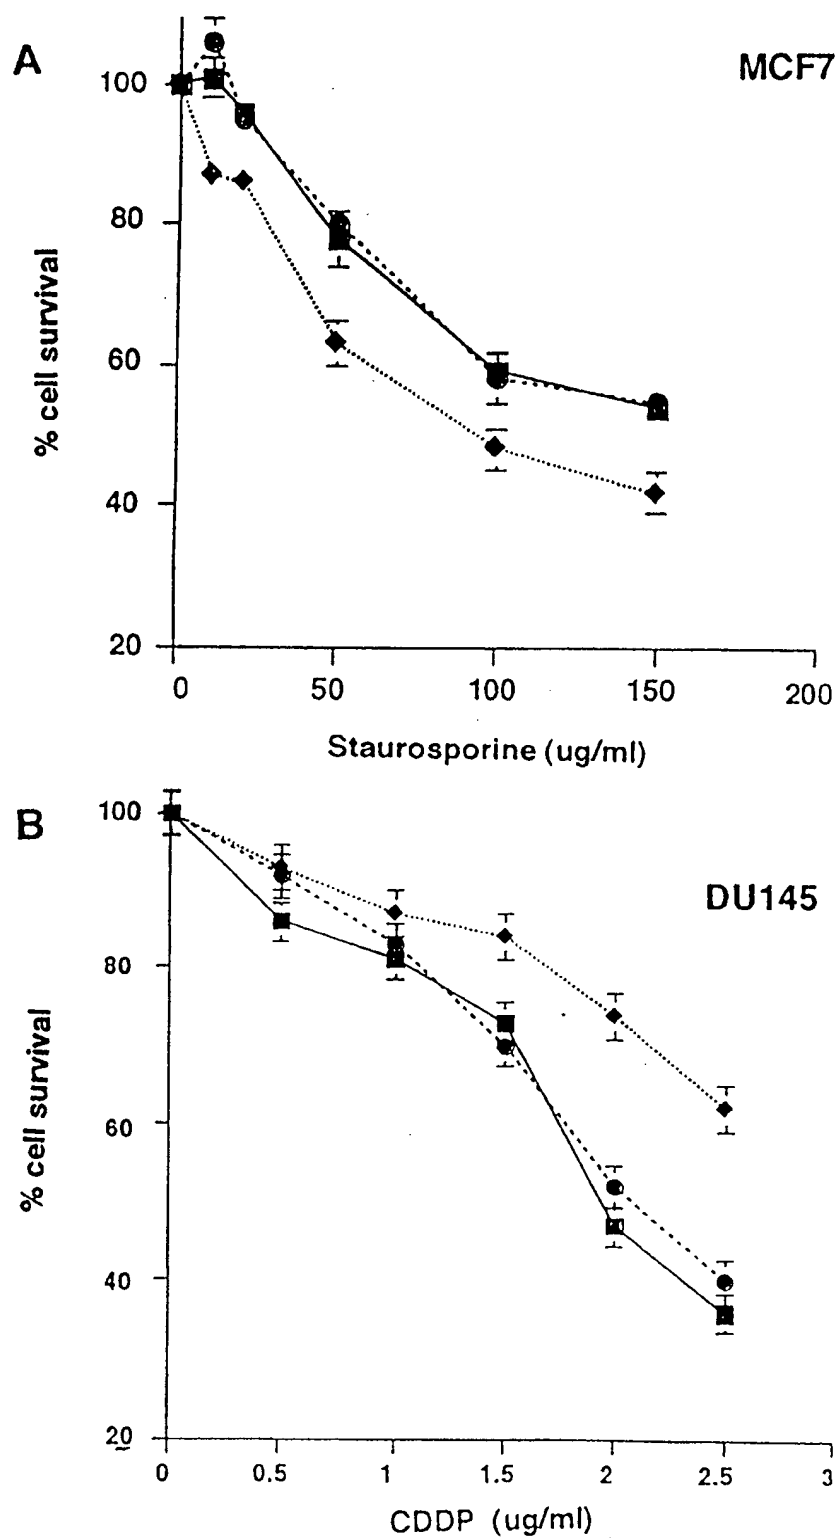 A
MCF7
100
80
60
40
20
% cell survival
0 50 100 150 200
Staurosporine (ug/ml)
B
DU145
100
80
60
40
20
% cell survival
0 0.5 1 1.5 2 2.5 3
CDDP (ug/ml)